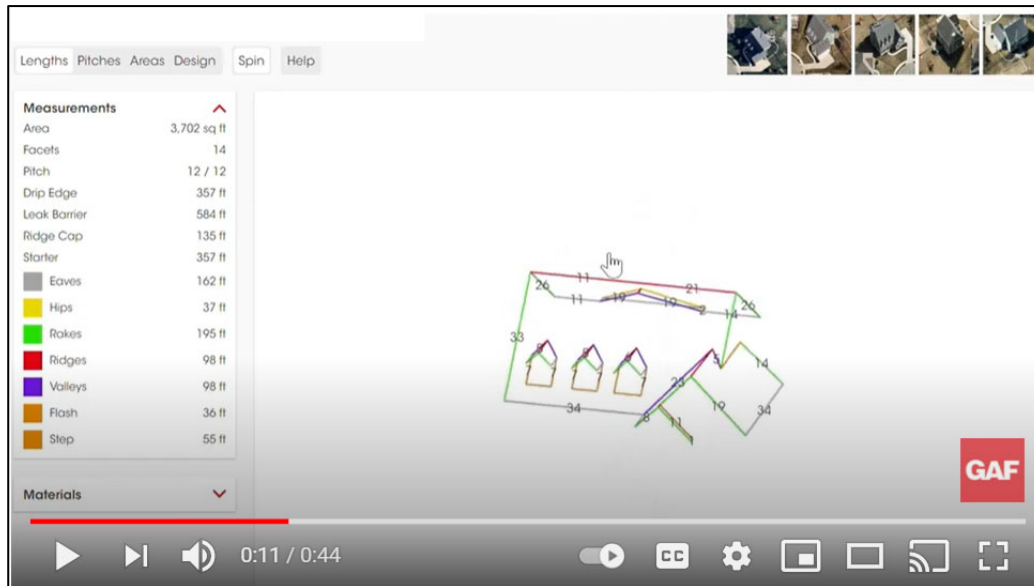 Lengths Pitches Areas Design Spin Help
Measurements
Area 3,702 sq ft
Facets 14
Pitch 12 / 12
Drip Edge 357 ft
Leak Barrier 584 ft
Ridge Cap 135 ft
Starter 357 ft
Eaves 162 ft
Hips 37 ft
Rakes 195 ft
Ridges 98 ft
Valleys 98 ft
Flash 36 ft
Step 55 ft
Materials
11
21
26
11
19
19
2
14
26
33
5
14
23
19
34
34
8
11
GAF
0:11 / 0:44
CC